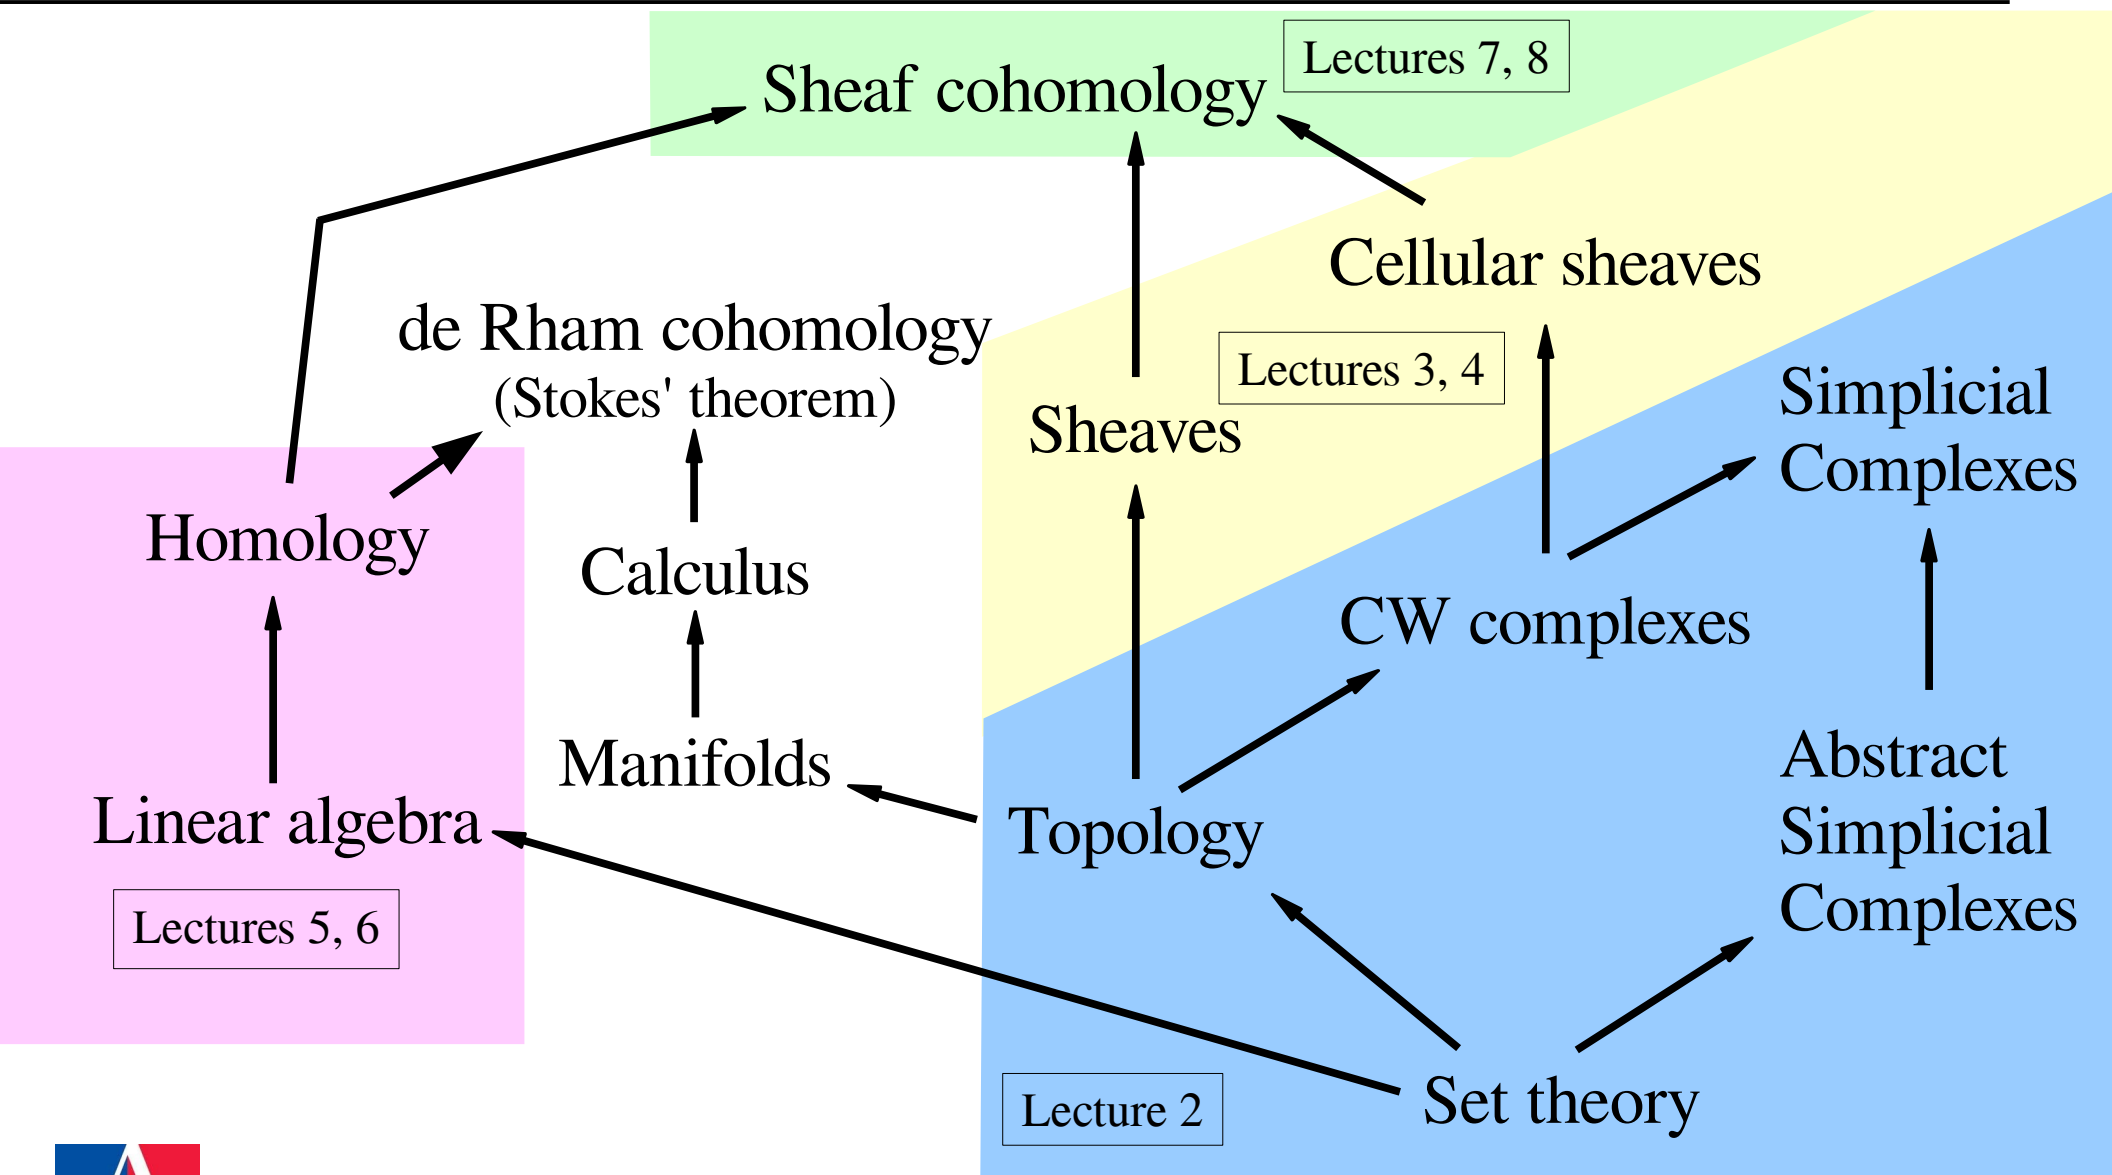 Lectures 7, 8
Sheaf cohomology
Cellular sheaves
de Rham cohomology
(Stokes' theorem)
Lectures 3, 4
Simplicial
Complexes
Sheaves
Homology
Calculus
CW complexes
Manifolds
Abstract
Simplicial
Complexes
Linear algebra
Topology
Lectures 5, 6
Lecture 2
Set theory